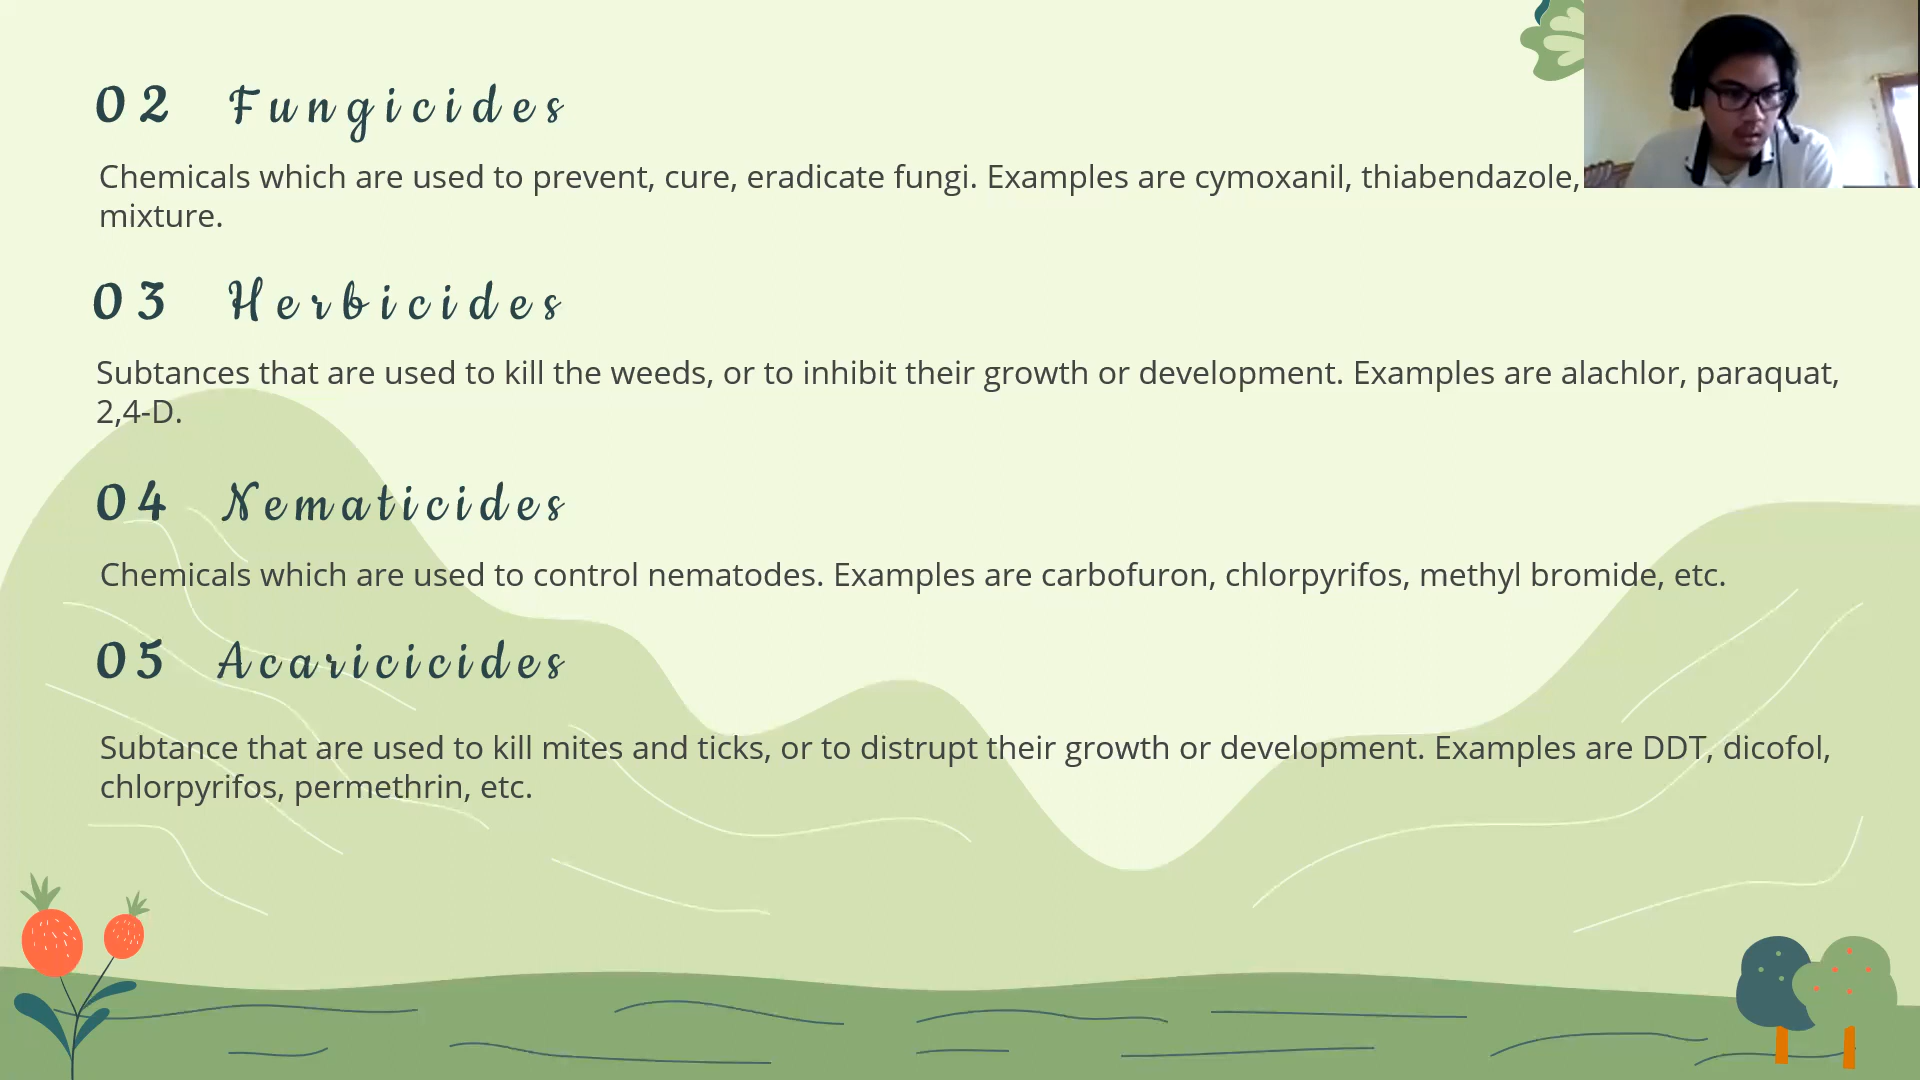 02 Fungicides
Chemicals which are used to prevent, cure, eradicate fungi. Examples are cymoxanil, thiabendazole,
mixture.
03 Herbicides
Subtances that are used to kill the weeds, or to inhibit their growth or development. Examples are alachlor, paraquat,
2,4-D.
04 Nematicides
Chemicals which are used to control nematodes. Examples are carbofuron, chlorpyrifos, methyl bromide, etc.
05 Acaricicides
Subtance that are used to kill mites and ticks, or to distrupt their growth or development. Examples are DDT, dicofol,
chlorpyrifos, permethrin, etc.